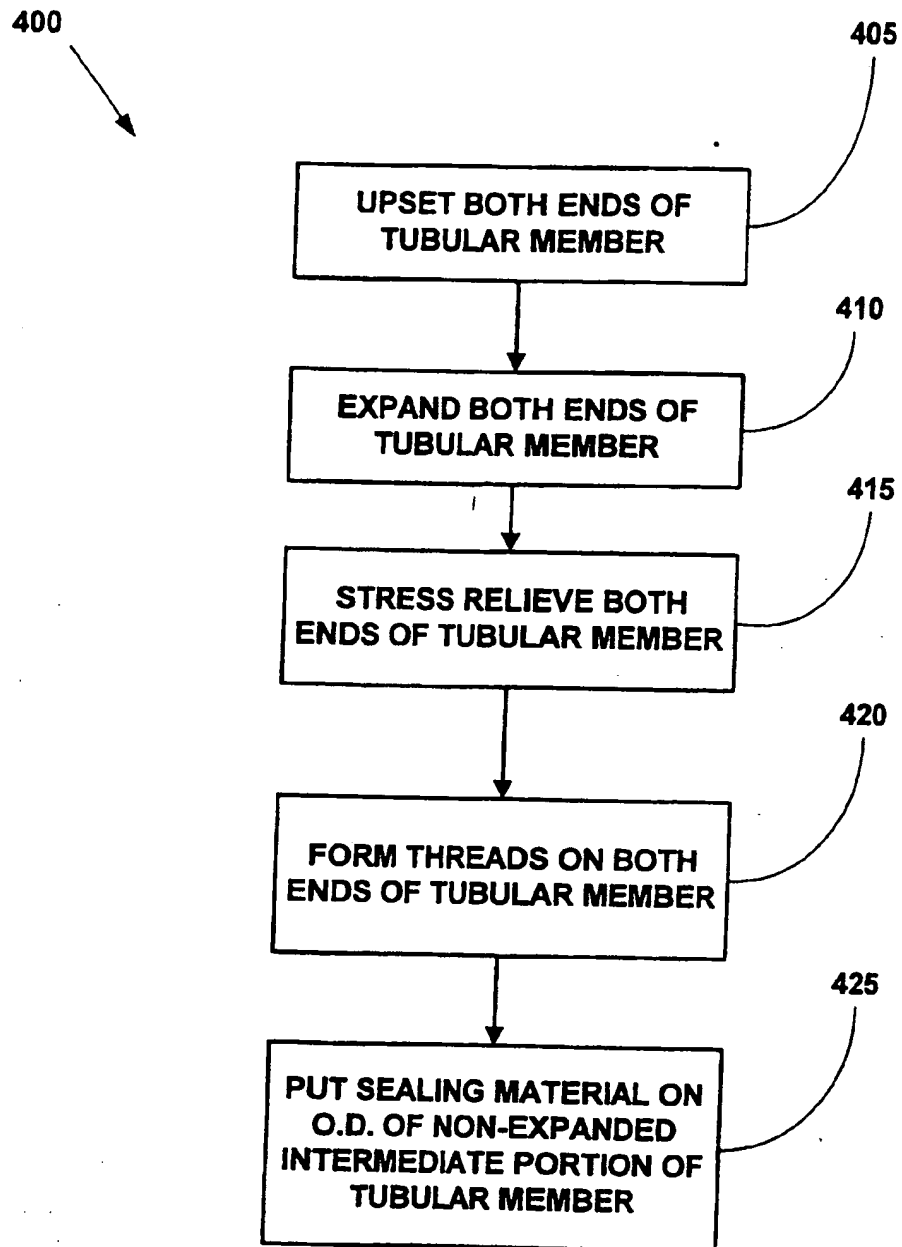 400
405
UPSET BOTH ENDS OF
TUBULAR MEMBER
410
EXPAND BOTH ENDS OF
TUBULAR MEMBER
415
STRESS RELIEVE BOTH
ENDS OF TUBULAR MEMBER
420
FORM THREADS ON BOTH
ENDS OF TUBULAR MEMBER
425
PUT SEALING MATERIAL ON
O.D. OF NON-EXPANDED
INTERMEDIATE PORTION OF
TUBULAR MEMBER